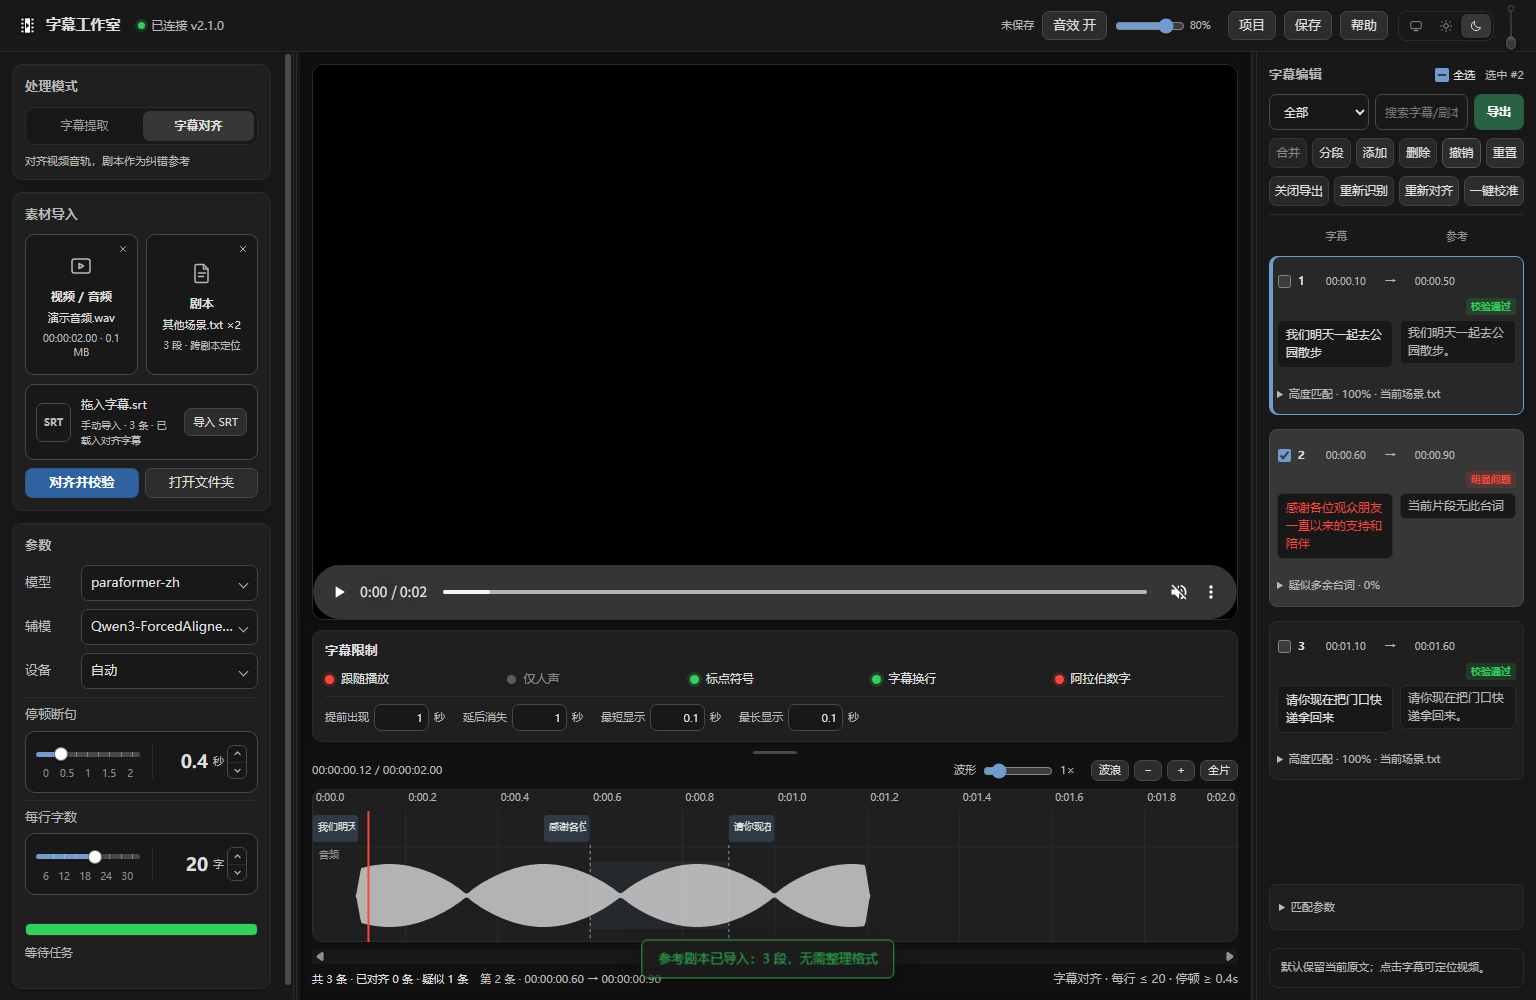 字幕工作室
已连接 v2.1.0
未保存
音效 开
80%
项目
保存
帮助
处理模式
字幕提取
字幕对齐
对齐视频音轨，剧本作为纠错参考
素材导入
×
视频 / 音频
演示音频.wav
00:00:02.00 · 0.1
MB
×
剧本
其他场景.txt ×2
3 段 · 跨剧本定位
SRT
拖入字幕.srt
手动导入 · 3 条 · 已
载入对齐字幕
导入 SRT
对齐并校验
打开文件夹
参数
模型
paraformer-zh
辅模
Qwen3-ForcedAligne...
设备
自动
停顿断句
0 0.5 1 1.5 2
0.4 秒
每行字数
6 12 18 24 30
20 字
等待任务
0:00 / 0:02
字幕限制
跟随播放
仅人声
标点符号
字幕换行
阿拉伯数字
提前出现 1 秒
延后消失 1 秒
最短显示 0.1 秒
最长显示 0.1 秒
00:00:00.12 / 00:00:02.00
波形
1×
波浪
−
+
全片
0:00.0 0:00.2 0:00.4 0:00.6 0:00.8 0:01.0 0:01.2 0:01.4 0:01.6 0:01.8 0:02.0
我们明天
感谢各位
请你现在
音频
参考剧本已导入：3 段，无需整理格式
共 3 条 · 已对齐 0 条 · 疑似 1 条
第 2 条 · 00:00:00.60 → 00:00:00.90
字幕对齐 · 每行 ≤ 20 · 停顿 ≥ 0.4s
字幕编辑
全选
选中 #2
全部
搜索字幕/剧本
导出
合并
分段
添加
删除
撤销
重置
关闭导出
重新识别
重新对齐
一键校准
字幕
参考
1 00:00.10 → 00:00.50
校验通过
我们明天一起去公
园散步
我们明天一起去公
园散步。
高度匹配 · 100% · 当前场景.txt
2 00:00.60 → 00:00.90
明显问题
感谢各位观众朋友
一直以来的支持和
陪伴
当前片段无此台词
疑似多余台词 · 0%
3 00:01.10 → 00:01.60
校验通过
请你现在把门口快
递拿回来
请你现在把门口快
递拿回来。
高度匹配 · 100% · 当前场景.txt
匹配参数
默认保留当前原文；点击字幕可定位视频。